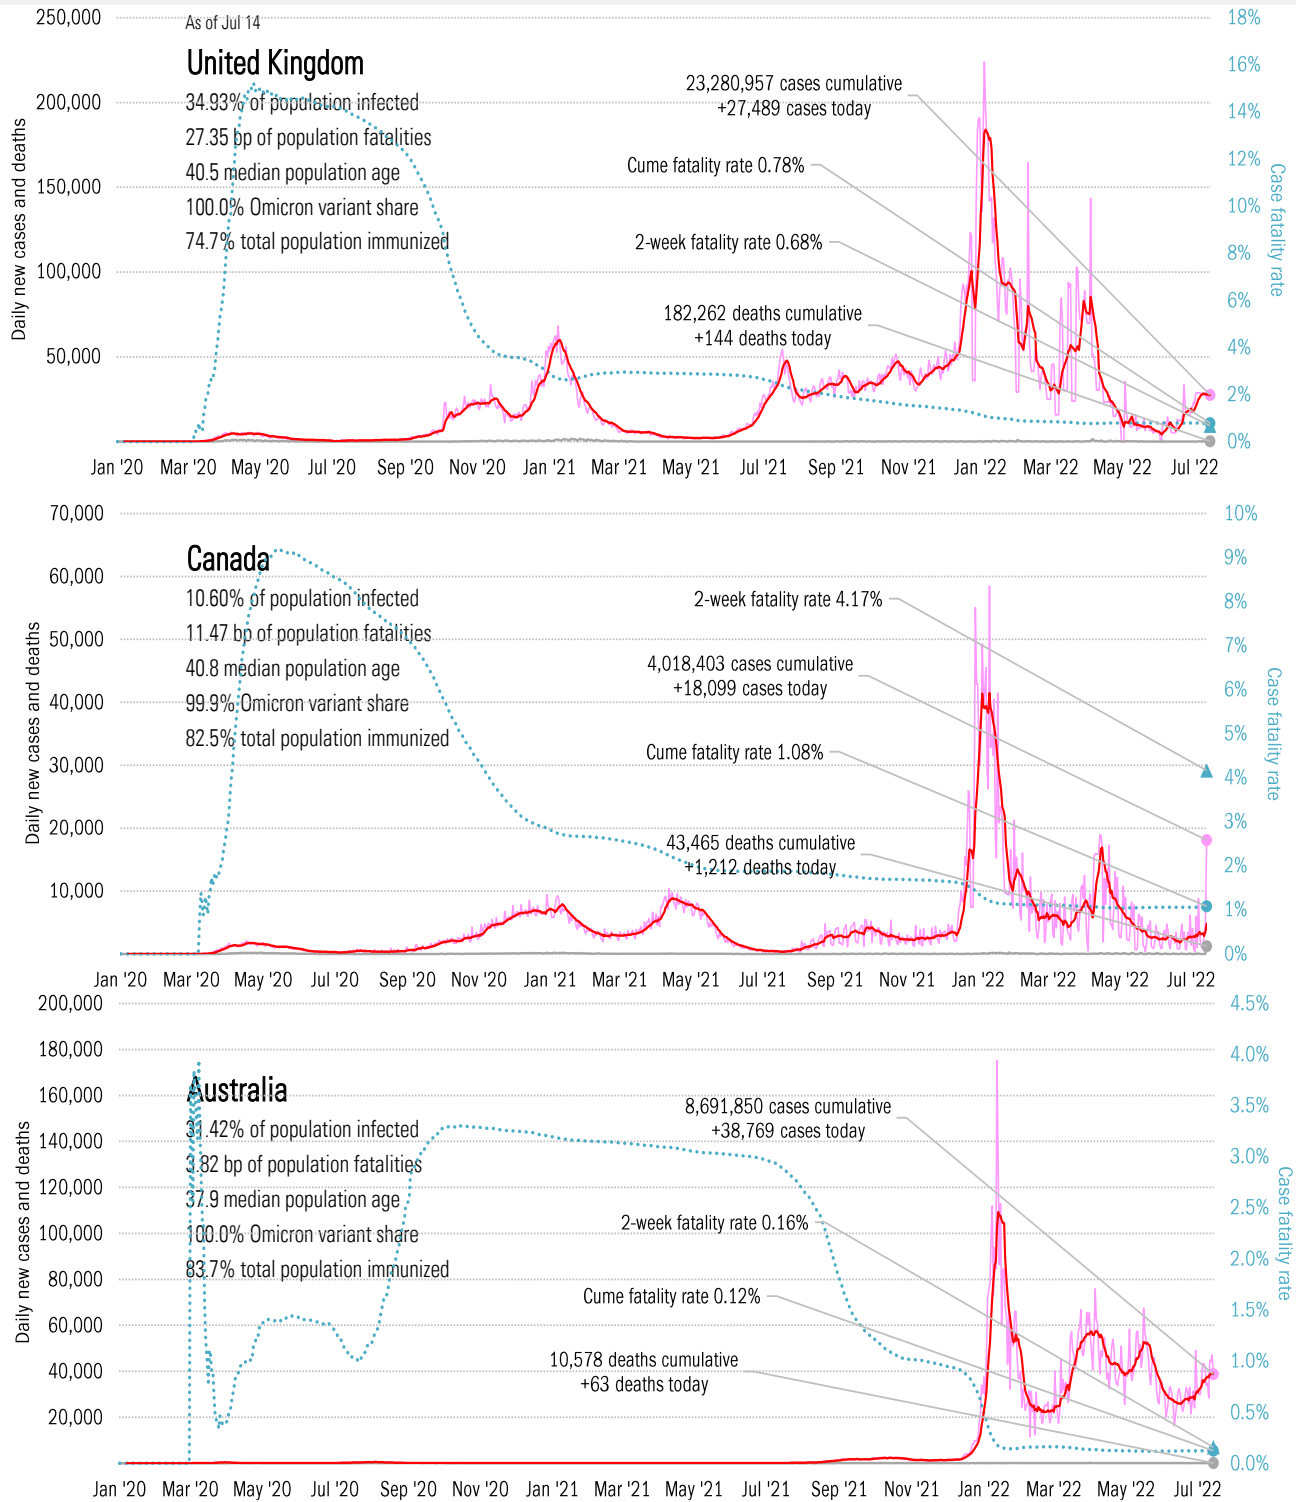 As of Jul 14
United Kingdom
34.93% of population infected
27.35 bp of population fatalities
40.5 median population age
100.0% Omicron variant share
74.7% total population immunized
23,280,957 cases cumulative
+27,489 cases today
Cume fatality rate 0.78%
2-week fatality rate 0.68%
182,262 deaths cumulative
+144 deaths today
Daily new cases and deaths
250,000
200,000
150,000
100,000
50,000
Case fatality rate
18%
16%
14%
12%
10%
8%
6%
4%
2%
0%
Jan '20 Mar '20 May '20 Jul '20 Sep '20 Nov '20 Jan '21 Mar '21 May '21 Jul '21 Sep '21 Nov '21 Jan '22 Mar '22 May '22 Jul '22
Canada
10.60% of population infected
11.47 bp of population fatalities
40.8 median population age
99.9% Omicron variant share
82.5% total population immunized
2-week fatality rate 4.17%
4,018,403 cases cumulative
+18,099 cases today
Cume fatality rate 1.08%
43,465 deaths cumulative
+1,212 deaths today
Daily new cases and deaths
70,000
60,000
50,000
40,000
30,000
20,000
10,000
Case fatality rate
10%
9%
8%
7%
6%
5%
4%
3%
2%
1%
0%
Jan '20 Mar '20 May '20 Jul '20 Sep '20 Nov '20 Jan '21 Mar '21 May '21 Jul '21 Sep '21 Nov '21 Jan '22 Mar '22 May '22 Jul '22
Australia
.42% of population infected
3.82 bp of population fatalities
37.9 median population age
100.0% Omicron variant share
83.7% total population immunized
8,691,850 cases cumulative
+38,769 cases today
2-week fatality rate 0.16%
Cume fatality rate 0.12%
10,578 deaths cumulative
+63 deaths today
Daily new cases and deaths
200,000
180,000
160,000
140,000
120,000
100,000
80,000
60,000
40,000
20,000
Case fatality rate
4.5%
4.0%
3.5%
3.0%
2.5%
2.0%
1.5%
1.0%
0.5%
0.0%
Jan '20 Mar '20 May '20 Jul '20 Sep '20 Nov '20 Jan '21 Mar '21 May '21 Jul '21 Sep '21 Nov '21 Jan '22 Mar '22 May '22 Jul '22